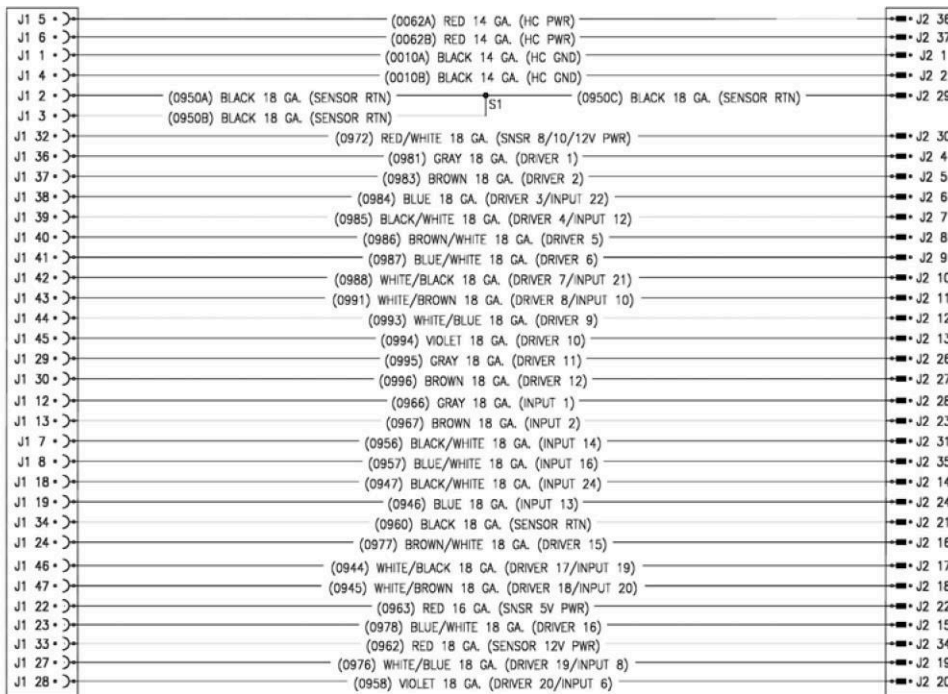 J1 5 (0062A) RED 14 GA. (HC PWR) J2 36
J1 6 (0062B) RED 14 GA. (HC PWR) J2 37
J1 1 (0010A) BLACK 14 GA. (HC GND) J2 1
J1 4 (0010B) BLACK 14 GA. (HC GND) J2 2
J1 2 (0950A) BLACK 18 GA. (SENSOR RTN) S1 (0950C) BLACK 18 GA. (SENSOR RTN) J2 29
J1 3 (0950B) BLACK 18 GA. (SENSOR RTN)
J1 32 (0972) RED/WHITE 18 GA. (SNSR 8/10/12V PWR) J2 30
J1 36 (0981) GRAY 18 GA. (DRIVER 1) J2 4
J1 37 (0983) BROWN 18 GA. (DRIVER 2) J2 5
J1 38 (0984) BLUE 18 GA. (DRIVER 3/INPUT 22) J2 6
J1 39 (0985) BLACK/WHITE 18 GA. (DRIVER 4/INPUT 12) J2 7
J1 40 (0986) BROWN/WHITE 18 GA. (DRIVER 5) J2 8
J1 41 (0987) BLUE/WHITE 18 GA. (DRIVER 6) J2 9
J1 42 (0988) WHITE/BLACK 18 GA. (DRIVER 7/INPUT 21) J2 10
J1 43 (0991) WHITE/BROWN 18 GA. (DRIVER 8/INPUT 10) J2 11
J1 44 (0993) WHITE/BLUE 18 GA. (DRIVER 9) J2 12
J1 45 (0994) VIOLET 18 GA. (DRIVER 10) J2 13
J1 29 (0995) GRAY 18 GA. (DRIVER 11) J2 26
J1 30 (0996) BROWN 18 GA. (DRIVER 12) J2 27
J1 12 (0966) GRAY 18 GA. (INPUT 1) J2 28
J1 13 (0967) BROWN 18 GA. (INPUT 2) J2 23
J1 7 (0956) BLACK/WHITE 18 GA. (INPUT 14) J2 31
J1 8 (0957) BLUE/WHITE 18 GA. (INPUT 16) J2 35
J1 18 (0947) BLACK/WHITE 18 GA. (INPUT 24) J2 14
J1 19 (0946) BLUE 18 GA. (INPUT 13) J2 24
J1 34 (0960) BLACK 18 GA. (SENSOR RTN) J2 21
J1 24 (0977) BROWN/WHITE 18 GA. (DRIVER 15) J2 16
J1 46 (0944) WHITE/BLACK 18 GA. (DRIVER 17/INPUT 19) J2 17
J1 47 (0945) WHITE/BROWN 18 GA. (DRIVER 18/INPUT 20) J2 18
J1 22 (0963) RED 16 GA. (SNSR 5V PWR) J2 22
J1 23 (0978) BLUE/WHITE 18 GA. (DRIVER 16) J2 15
J1 33 (0962) RED 18 GA. (SENSOR 12V PWR) J2 34
J1 27 (0976) WHITE/BLUE 18 GA. (DRIVER 19/INPUT 8) J2 19
J1 28 (0958) VIOLET 18 GA. (DRIVER 20/INPUT 6) J2